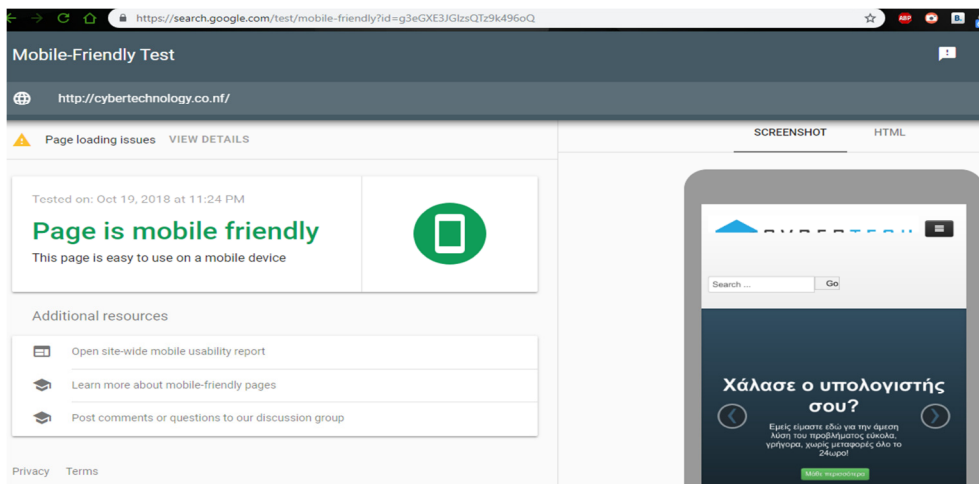 https://search.google.com/test/mobile-friendly?id=g3eGXE3JGlzsQTz9k496oQ
ABP
B.
Mobile-Friendly Test
http://cybertechnology.co.nf/
Page loading issues VIEW DETAILS
SCREENSHOT HTML
Tested on: Oct 19, 2018 at 11:24 PM
Page is mobile friendly
This page is easy to use on a mobile device
Search ... Go
Additional resources
Open site-wide mobile usability report
Learn more about mobile-friendly pages
Post comments or questions to our discussion group
Χάλασε ο υπολογιστής
σου?
Εμείς είμαστε εδώ για την άμεση
λύση του προβλήματος εύκολα,
γρήγορα, χωρίς μεταφορές όλο το
24ωρο!
Μάθε περισσότερα
Privacy Terms